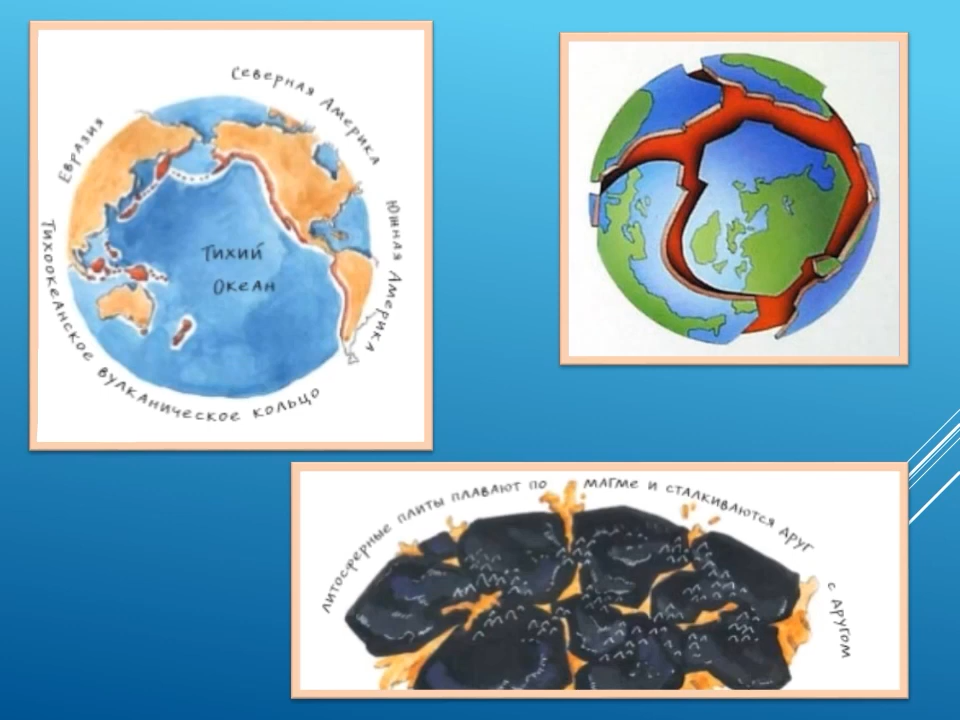 Северная Америка
Евразия
Южная Америка
Тихий
Океан
Тихоокеанское вулканическое кольцо
литосферные плиты плавают по магме и сталкиваются друг с другом